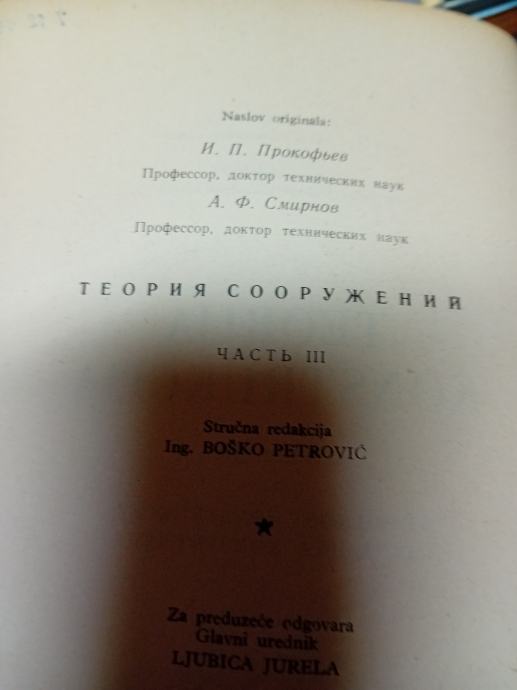 Naslov originala:
И. П. Прокофьев
Профессор, доктор технических наук
А. Ф. Смирнов
Профессор, доктор технических наук
ТЕОРИЯ СООРУЖЕНИЙ
ЧАСТЬ III
Stručna redakcija
Ing. BOŠKO PETROVIĆ
Za preduzeće odgovara
Glavni urednik
LJUBICA JURELA